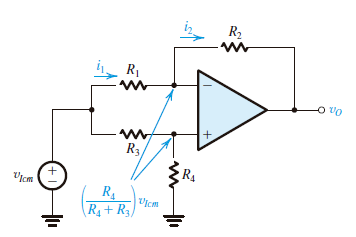 i₂ R₂
i₁ R₁
− vO
+
R₃
+ − vIcm
R₄
(R₄ / (R₄ + R₃)) vIcm